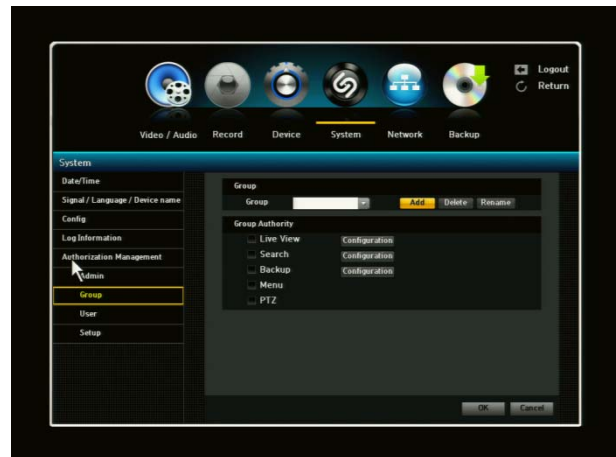 Logout
Return
Video / Audio Record Device System Network Backup
System
Date/Time
Signal / Language / Device name
Config
Log Information
Authorization Management
Admin
Group
User
Setup
Group
Group Add Delete Rename
Group Authority
Live View Configuration
Search Configuration
Backup Configuration
Menu
PTZ
OK Cancel